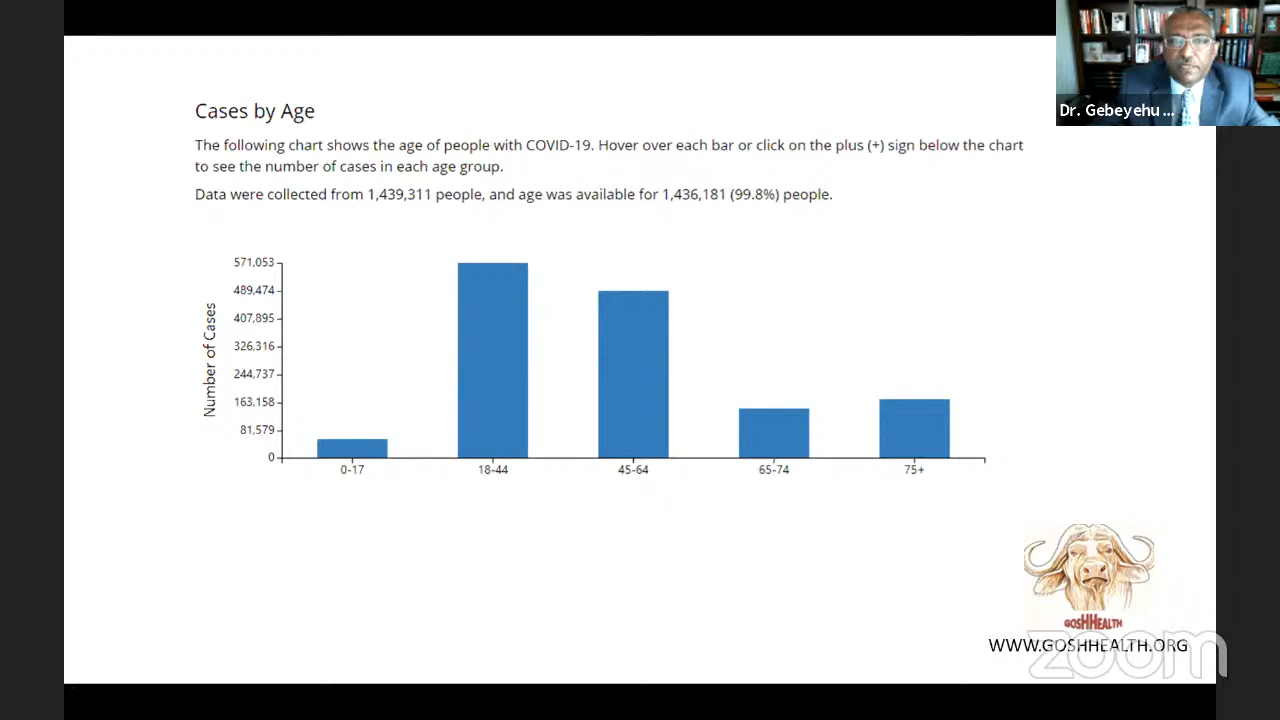 Cases by Age
The following chart shows the age of people with COVID-19. Hover over each bar or click on the plus (+) sign below the chart
to see the number of cases in each age group.
Data were collected from 1,439,311 people, and age was available for 1,436,181 (99.8%) people.
Number of Cases
571,053
489,474
407,895
326,316
244,737
163,158
81,579
0
0-17
18-44
45-64
65-74
75+
Dr. Gebeyehu ...
GOSHHEALTH
WWW.GOSHHEALTH.ORG
zoom